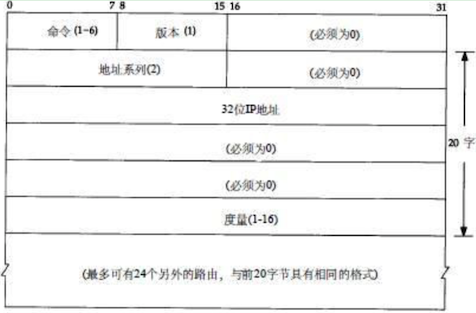 0 7 8 15 16 31
命令 (1-6) 版本 (1) (必须为0)
地址系列(2) (必须为0)
32位IP地址
(必须为0)
20 字
(必须为0)
度量(1-16)
(最多可有24个另外的路由，与前20字节具有相同的格式)